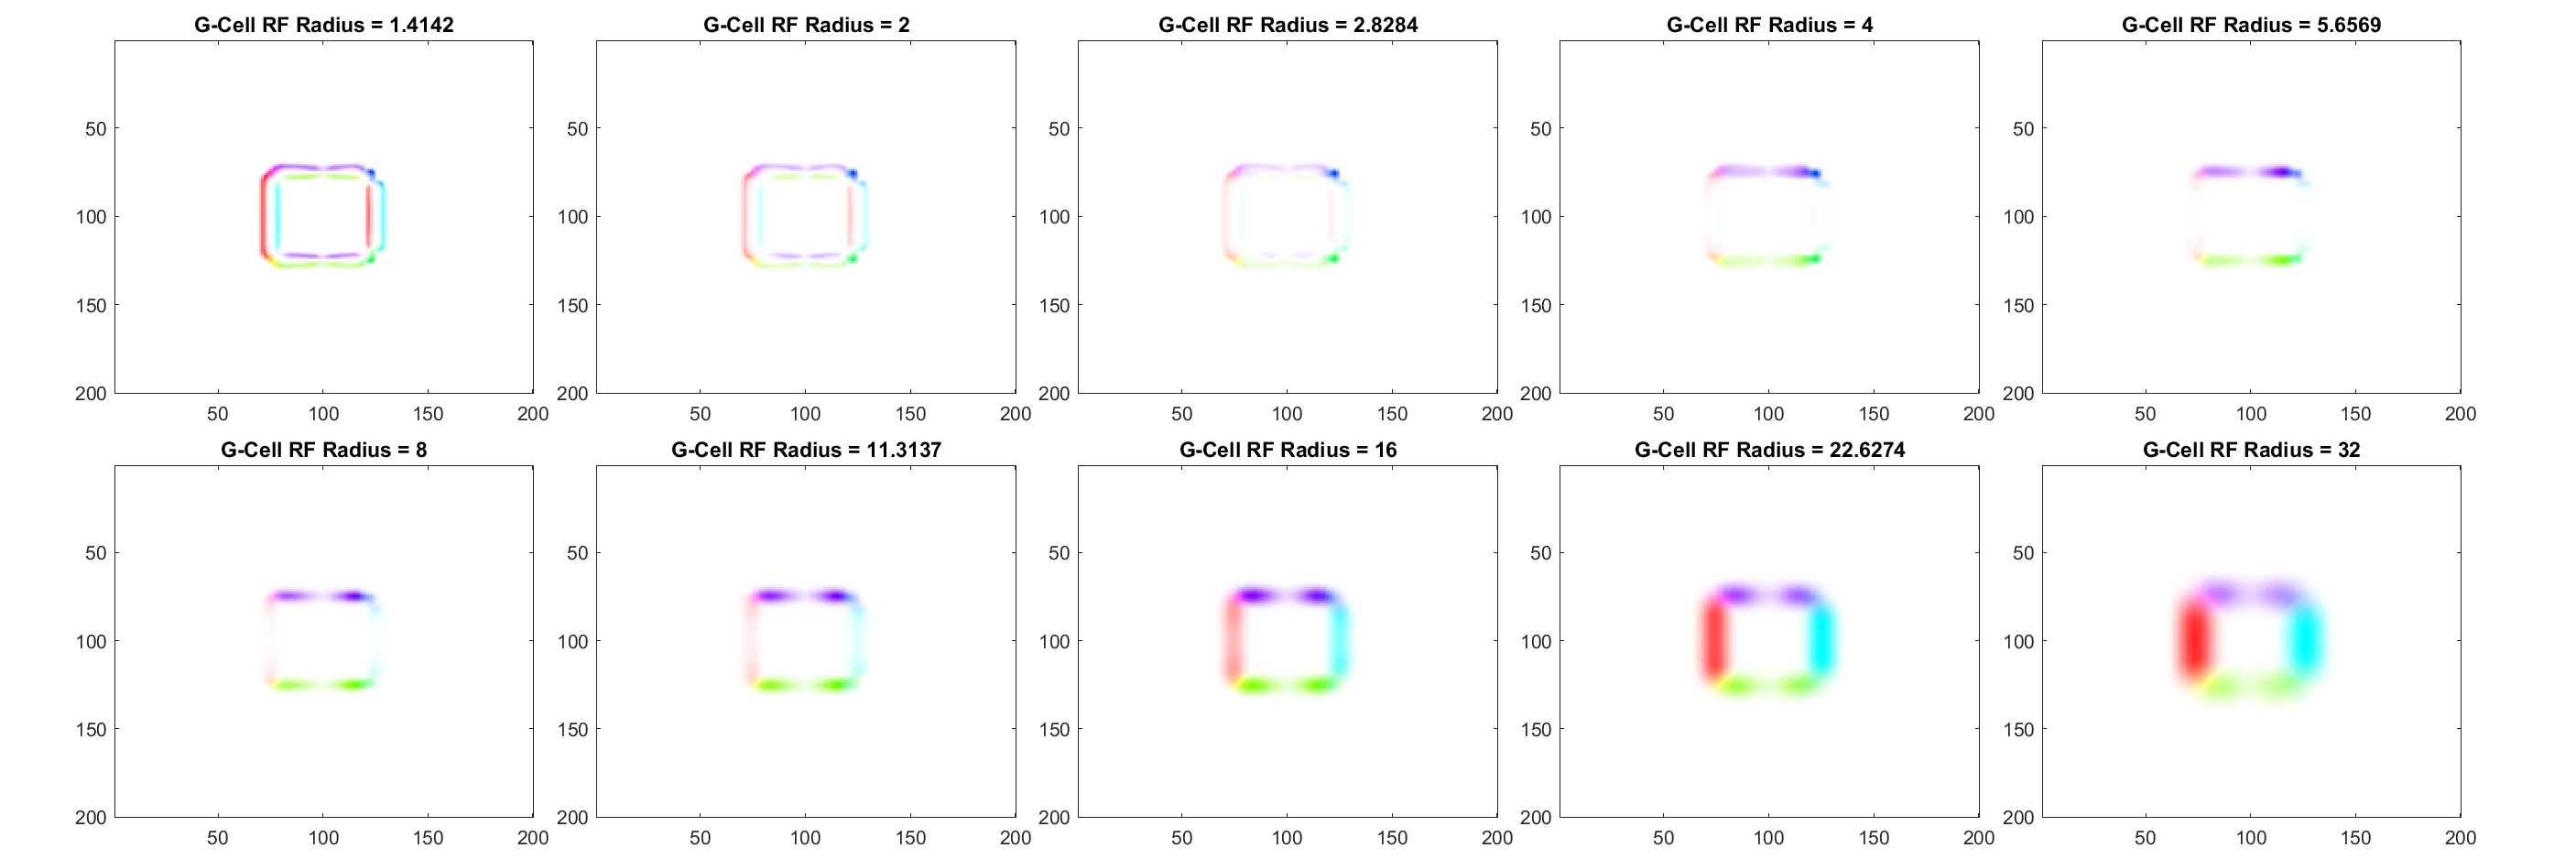 G-Cell RF Radius = 1.4142
G-Cell RF Radius = 2
G-Cell RF Radius = 2.8284
G-Cell RF Radius = 4
G-Cell RF Radius = 5.6569
50 50 50 50 50
100 100 100 100 100
150 150 150 150 150
200 200 200 200 200
50 100 150 200 50 100 150 200 50 100 150 200 50 100 150 200 50 100 150 200
G-Cell RF Radius = 8
G-Cell RF Radius = 11.3137
G-Cell RF Radius = 16
G-Cell RF Radius = 22.6274
G-Cell RF Radius = 32
50 50 50 50 50
100 100 100 100 100
150 150 150 150 150
200 200 200 200 200
50 100 150 200 50 100 150 200 50 100 150 200 50 100 150 200 50 100 150 200